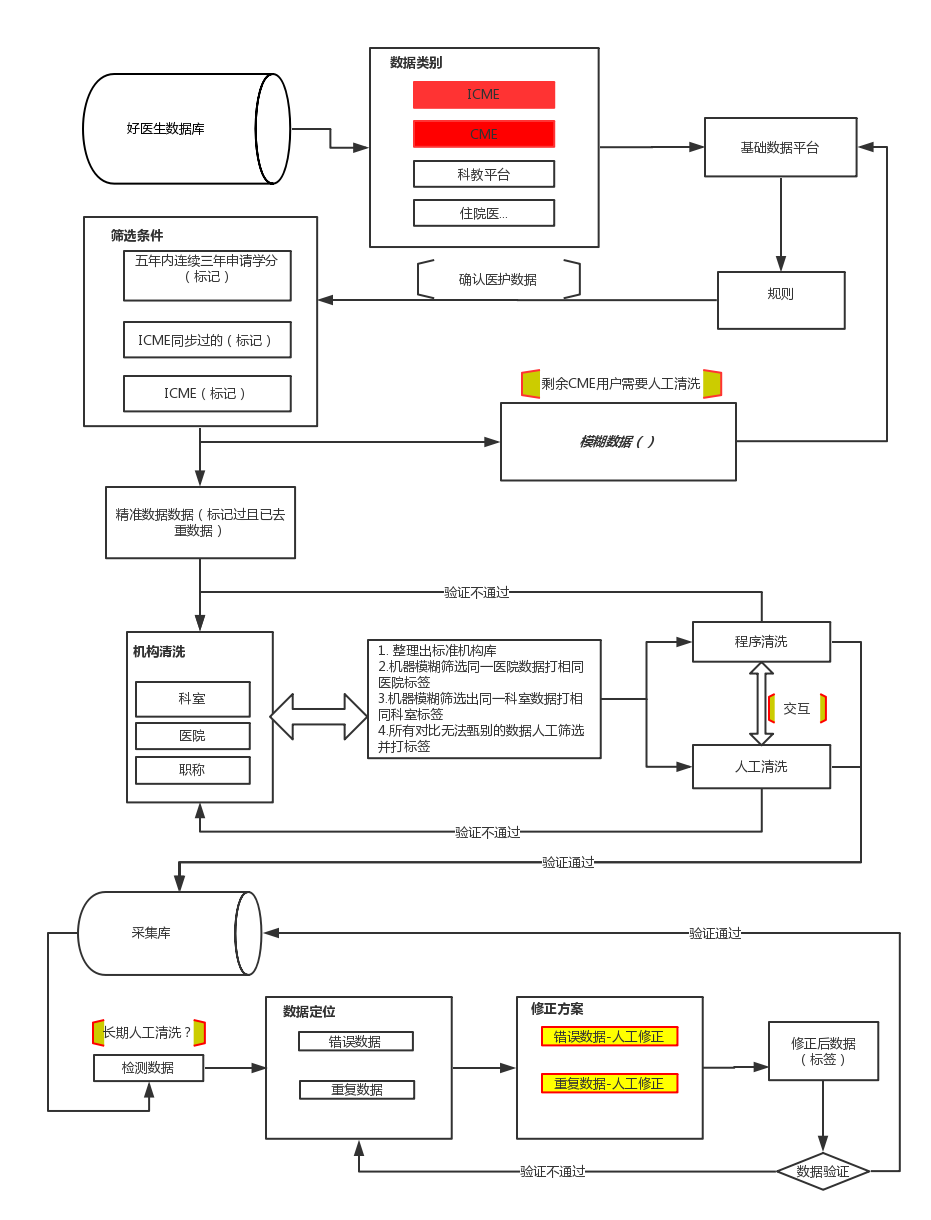 数据类别
ICME
CME
科教平台
住院医...
好医生数据库
基础数据平台
筛选条件
五年内连续三年申请学分
（标记）
ICME同步过的（标记）
ICME（标记）
确认医护数据
规则
剩余CME用户需要人工清洗
模糊数据（ ）
精准数据数据（标记过且已去
重数据）
验证不通过
机构清洗
科室
医院
职称
1. 整理出标准机构库
2.机器模糊筛选同一医院数据打相同
医院标签
3.机器模糊筛选出同一科室数据打相
同科室标签
4.所有对比无法甄别的数据人工筛选
并打标签
程序清洗
交互
人工清洗
验证不通过
验证通过
采集库
验证通过
长期人工清洗？
检测数据
数据定位
错误数据
重复数据
修正方案
错误数据-人工修正
重复数据-人工修正
修正后数据
（标签）
验证不通过
数据验证